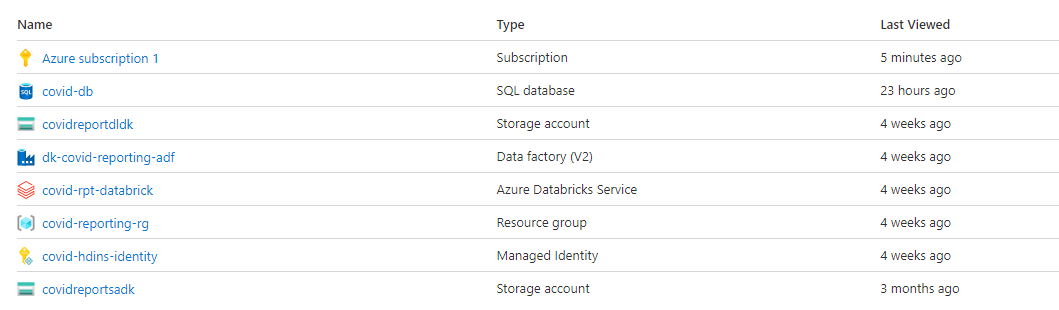 Name Type Last Viewed
Azure subscription 1 Subscription 5 minutes ago
SQL covid-db SQL database 23 hours ago
covidreportdldk Storage account 4 weeks ago
dk-covid-reporting-adf Data factory (V2) 4 weeks ago
covid-rpt-databrick Azure Databricks Service 4 weeks ago
covid-reporting-rg Resource group 4 weeks ago
covid-hdins-identity Managed Identity 4 weeks ago
covidreportsadk Storage account 3 months ago